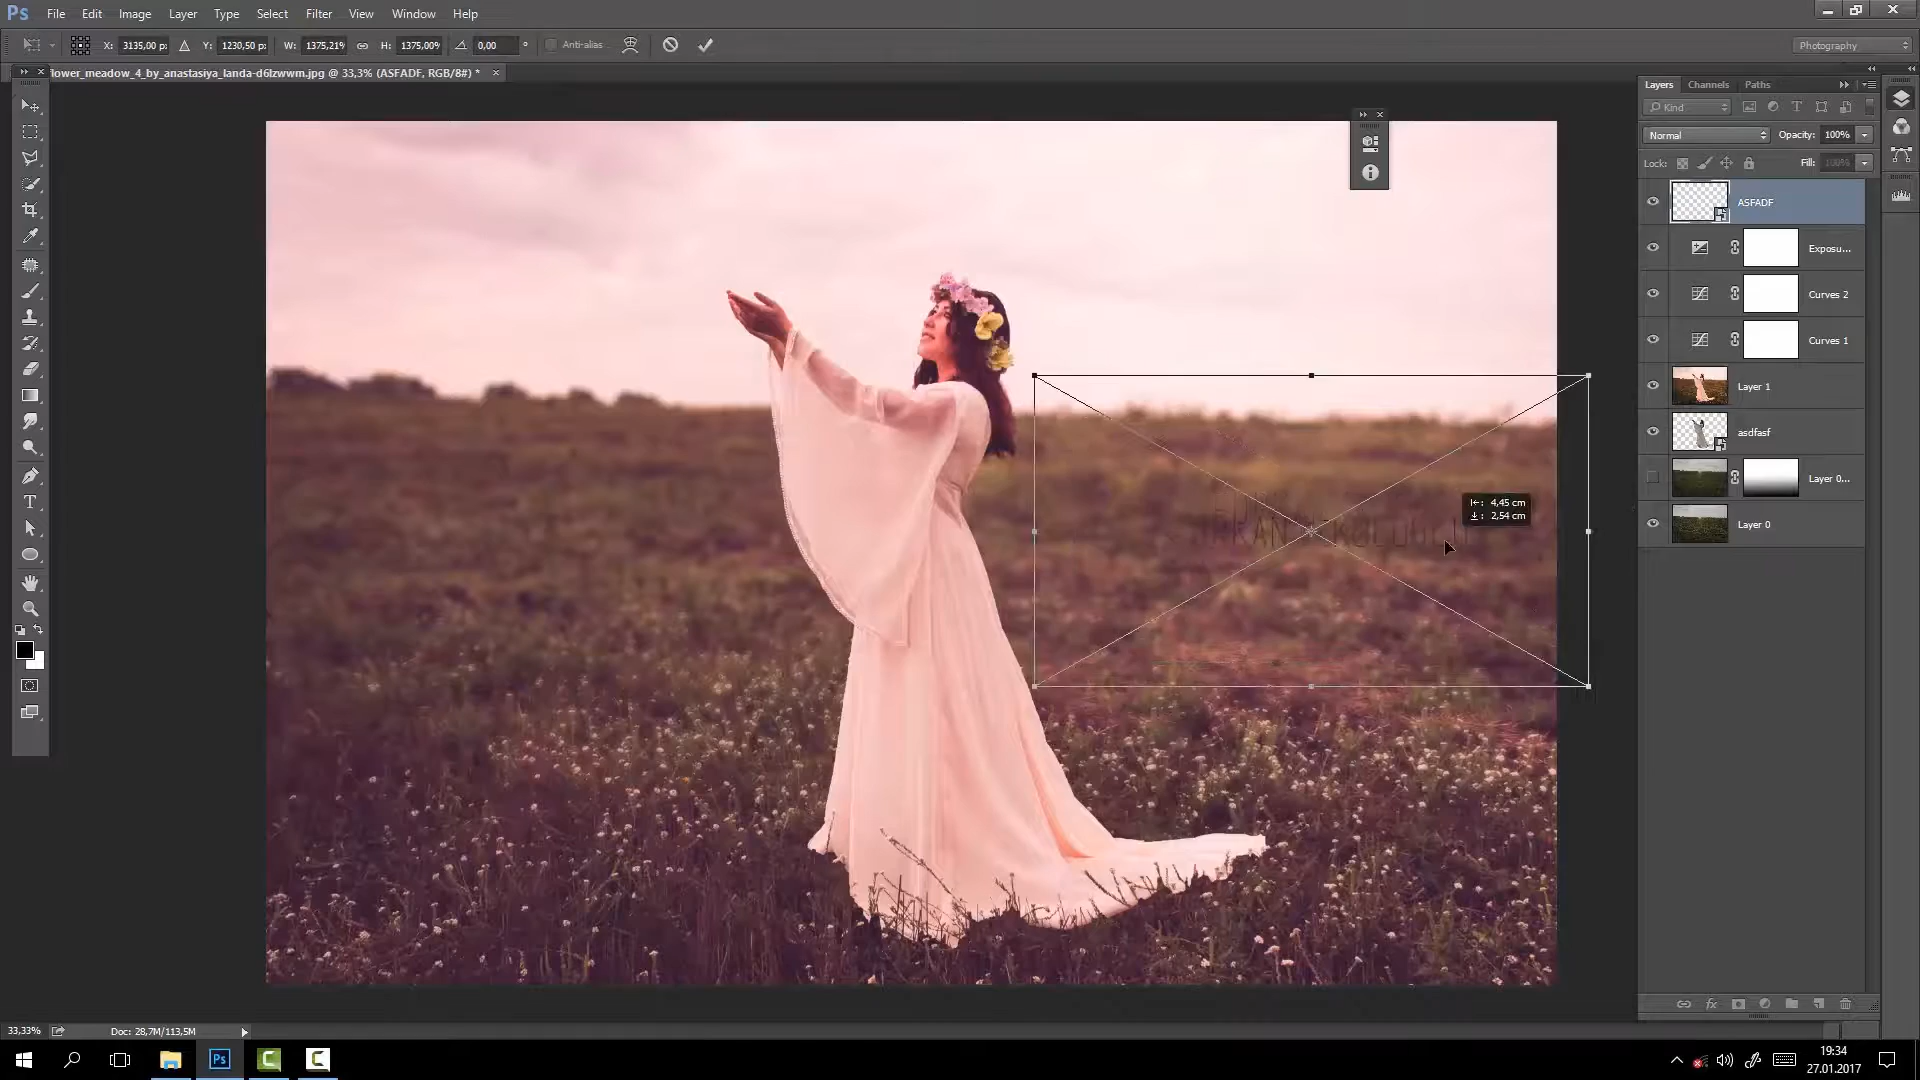 Ps File Edit Image Layer Type Select Filter View Window Help
X: 3135,00 p: Y: 1230,50 p: W: 1375,21% H: 1375,00% 0,00 ° Anti-alias Photography
flower_meadow_4_by_anastasiya_landa-d6lzwwm.jpg @ 33,3% (ASFADF, RGB/8#) *
Layers Channels Paths
Kind
Normal Opacity: 100%
Lock: Fill: 100%
ASFADF
Exposu...
Curves 2
Curves 1
Layer 1
asdfasf
Layer 0...
Layer 0
4,45 cm
2,54 cm
33,33% Doc: 28,7M/113,5M
Ps
19:34
27.01.2017